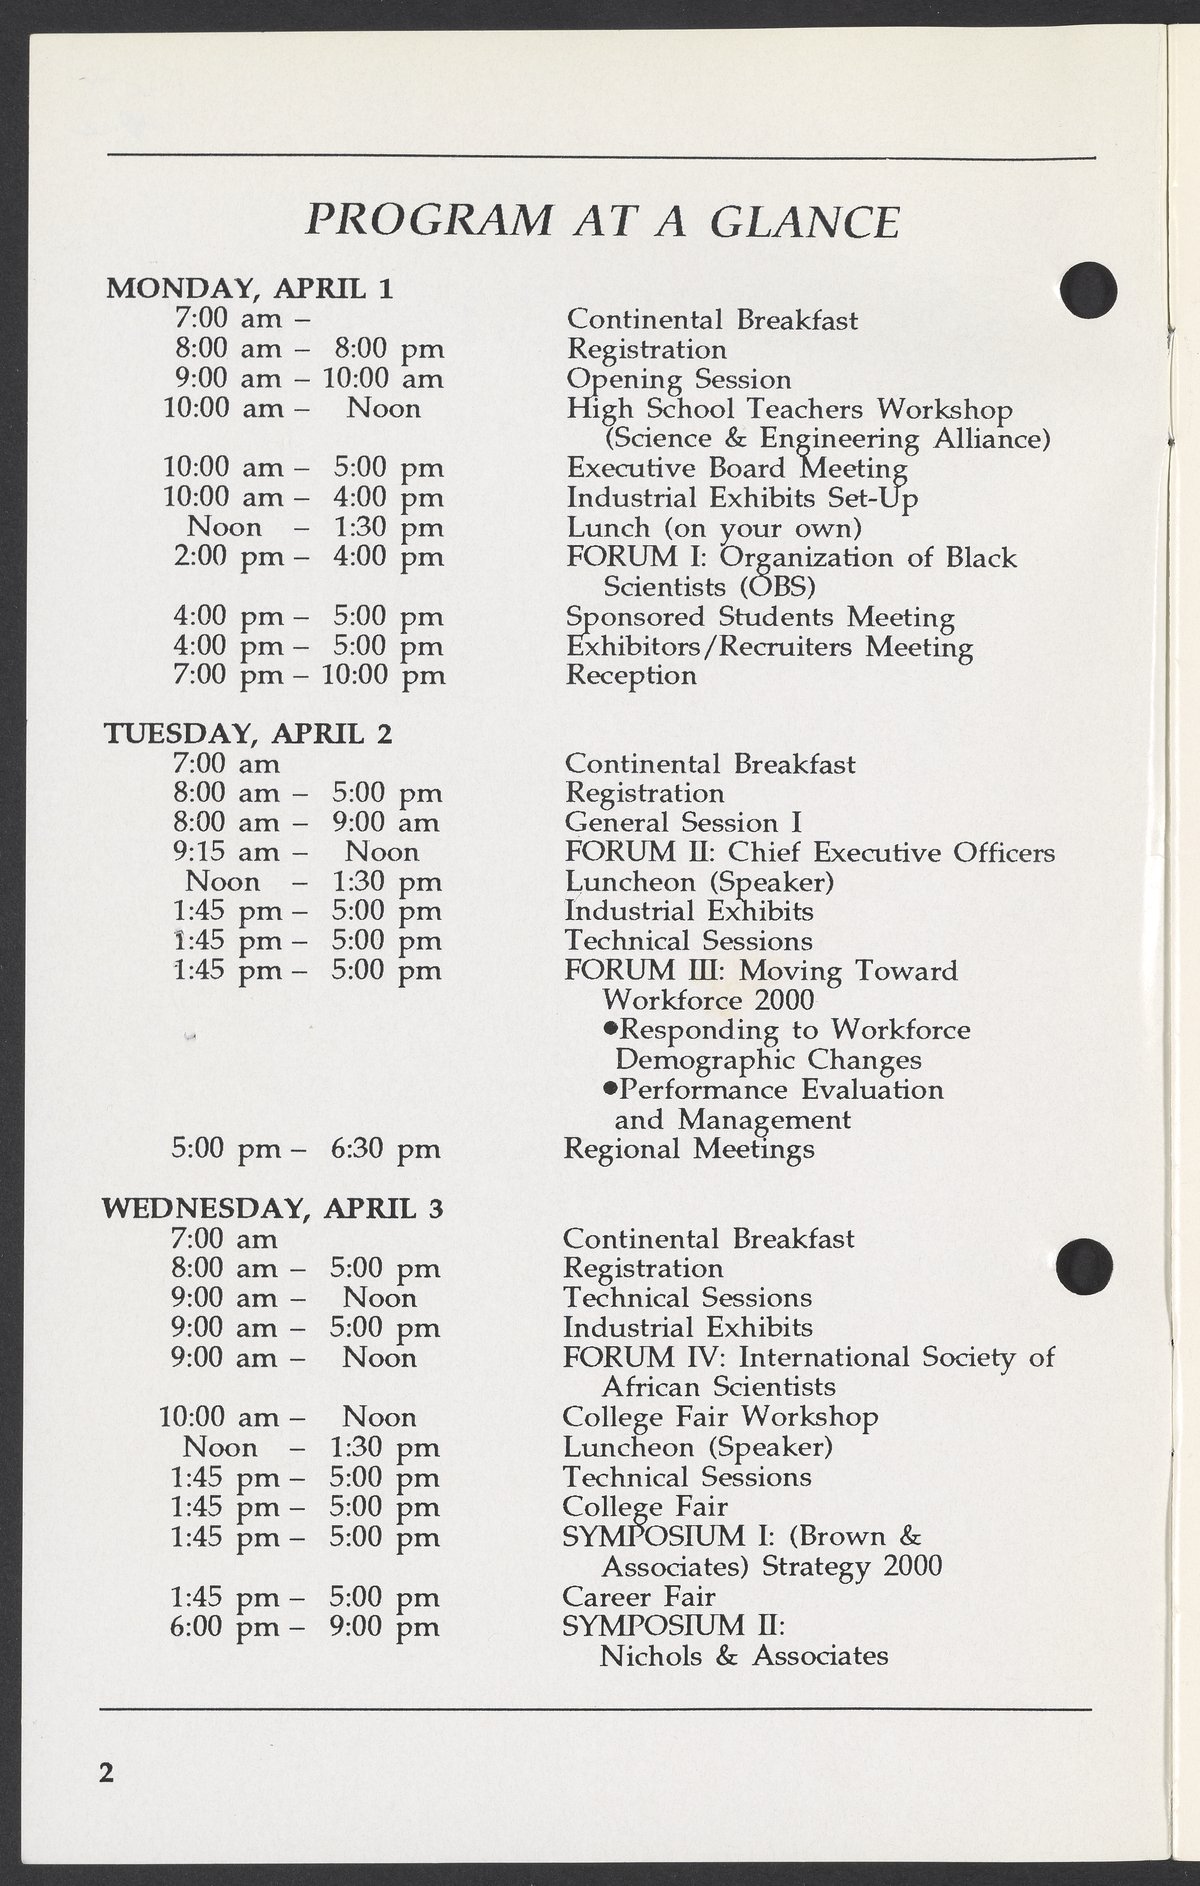 PROGRAM AT A GLANCE
MONDAY, APRIL 1
7:00 am – Continental Breakfast
8:00 am – 8:00 pm Registration
9:00 am – 10:00 am Opening Session
10:00 am – Noon High School Teachers Workshop
(Science & Engineering Alliance)
10:00 am – 5:00 pm Executive Board Meeting
10:00 am – 4:00 pm Industrial Exhibits Set-Up
Noon – 1:30 pm Lunch (on your own)
2:00 pm – 4:00 pm FORUM I: Organization of Black
Scientists (OBS)
4:00 pm – 5:00 pm Sponsored Students Meeting
4:00 pm – 5:00 pm Exhibitors/Recruiters Meeting
7:00 pm – 10:00 pm Reception
TUESDAY, APRIL 2
7:00 am Continental Breakfast
8:00 am – 5:00 pm Registration
8:00 am – 9:00 am General Session I
9:15 am – Noon FORUM II: Chief Executive Officers
Noon – 1:30 pm Luncheon (Speaker)
1:45 pm – 5:00 pm Industrial Exhibits
1:45 pm – 5:00 pm Technical Sessions
1:45 pm – 5:00 pm FORUM III: Moving Toward
Workforce 2000
●Responding to Workforce
Demographic Changes
●Performance Evaluation
and Management
5:00 pm – 6:30 pm Regional Meetings
WEDNESDAY, APRIL 3
7:00 am Continental Breakfast
8:00 am – 5:00 pm Registration
9:00 am – Noon Technical Sessions
9:00 am – 5:00 pm Industrial Exhibits
9:00 am – Noon FORUM IV: International Society of
African Scientists
10:00 am – Noon College Fair Workshop
Noon – 1:30 pm Luncheon (Speaker)
1:45 pm – 5:00 pm Technical Sessions
1:45 pm – 5:00 pm College Fair
1:45 pm – 5:00 pm SYMPOSIUM I: (Brown &
Associates) Strategy 2000
1:45 pm – 5:00 pm Career Fair
6:00 pm – 9:00 pm SYMPOSIUM II:
Nichols & Associates
2